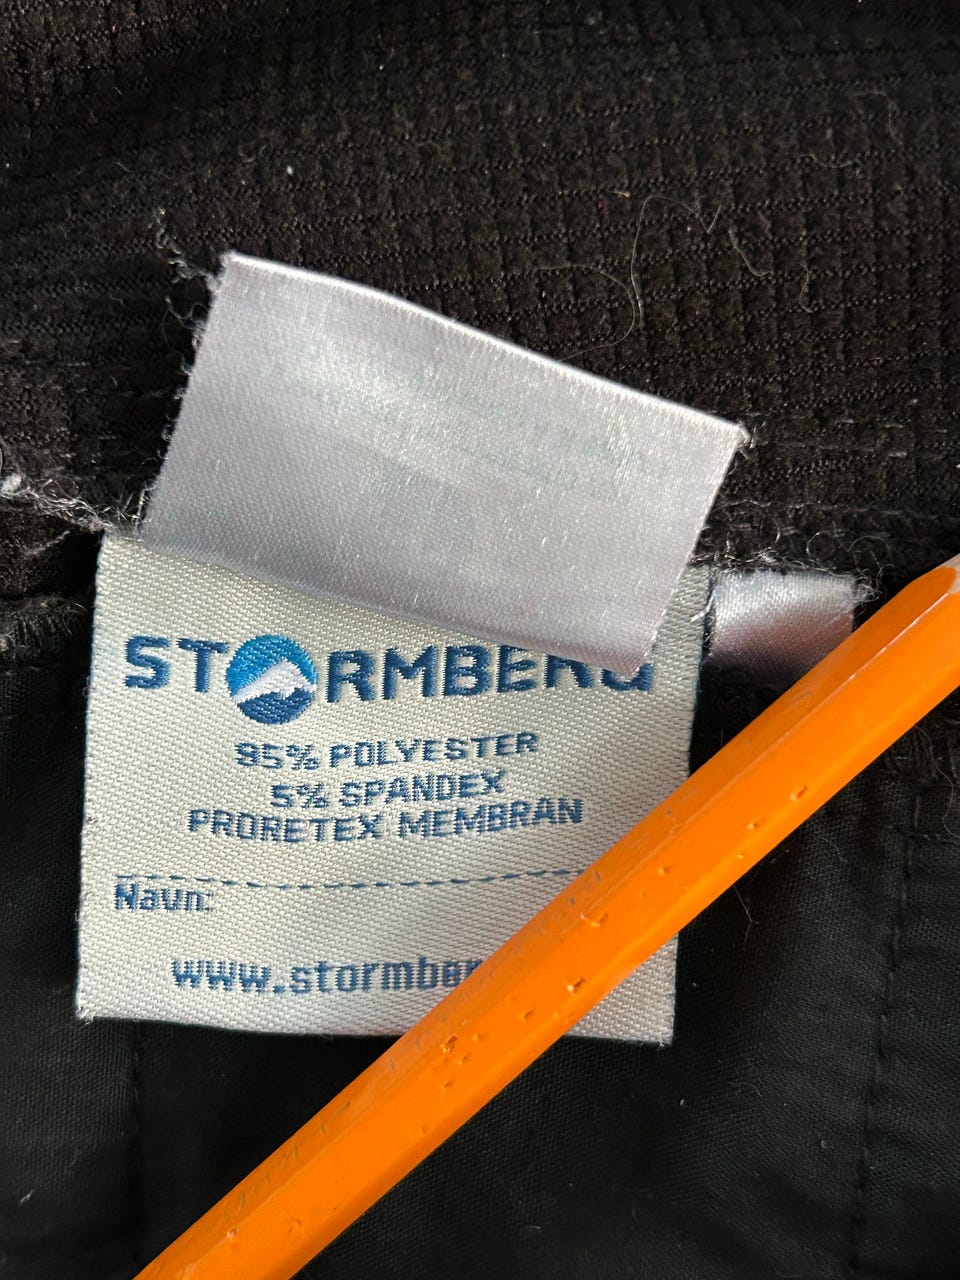 STORMBERG
95% POLYESTER
5% SPANDEX
PRORETEX MEMBRAN
Navn:
www.stormber